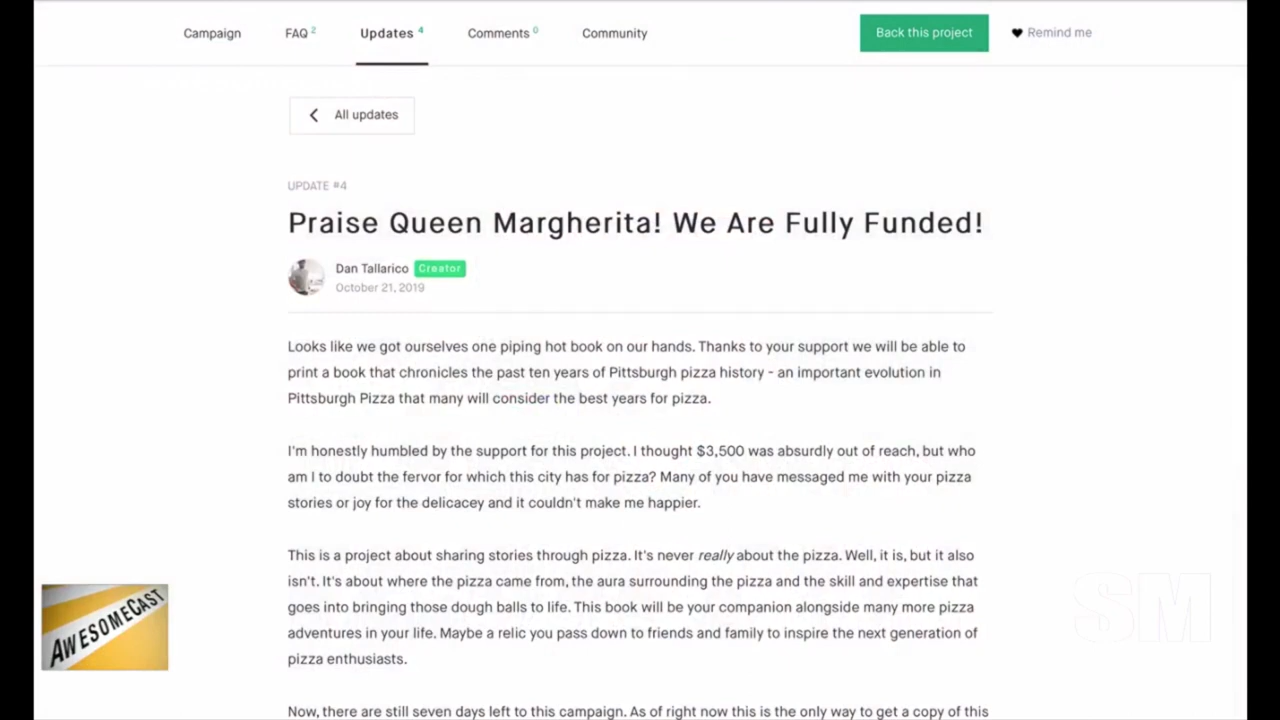 Campaign FAQ 2 Updates 4 Comments 0 Community Back this project Remind me
All updates
UPDATE #4
Praise Queen Margherita! We Are Fully Funded!
Dan Tallarico Creator
October 21, 2019
Looks like we got ourselves one piping hot book on our hands. Thanks to your support we will be able to
print a book that chronicles the past ten years of Pittsburgh pizza history - an important evolution in
Pittsburgh Pizza that many will consider the best years for pizza.
I'm honestly humbled by the support for this project. I thought $3,500 was absurdly out of reach, but who
am I to doubt the fervor for which this city has for pizza? Many of you have messaged me with your pizza
stories or joy for the delicacey and it couldn't make me happier.
This is a project about sharing stories through pizza. It's never really about the pizza. Well, it is, but it also
isn't. It's about where the pizza came from, the aura surrounding the pizza and the skill and expertise that
goes into bringing those dough balls to life. This book will be your companion alongside many more pizza
adventures in your life. Maybe a relic you pass down to friends and family to inspire the next generation of
pizza enthusiasts.
Now, there are still seven days left to this campaign. As of right now this is the only way to get a copy of this
AWESOMECAST
SM